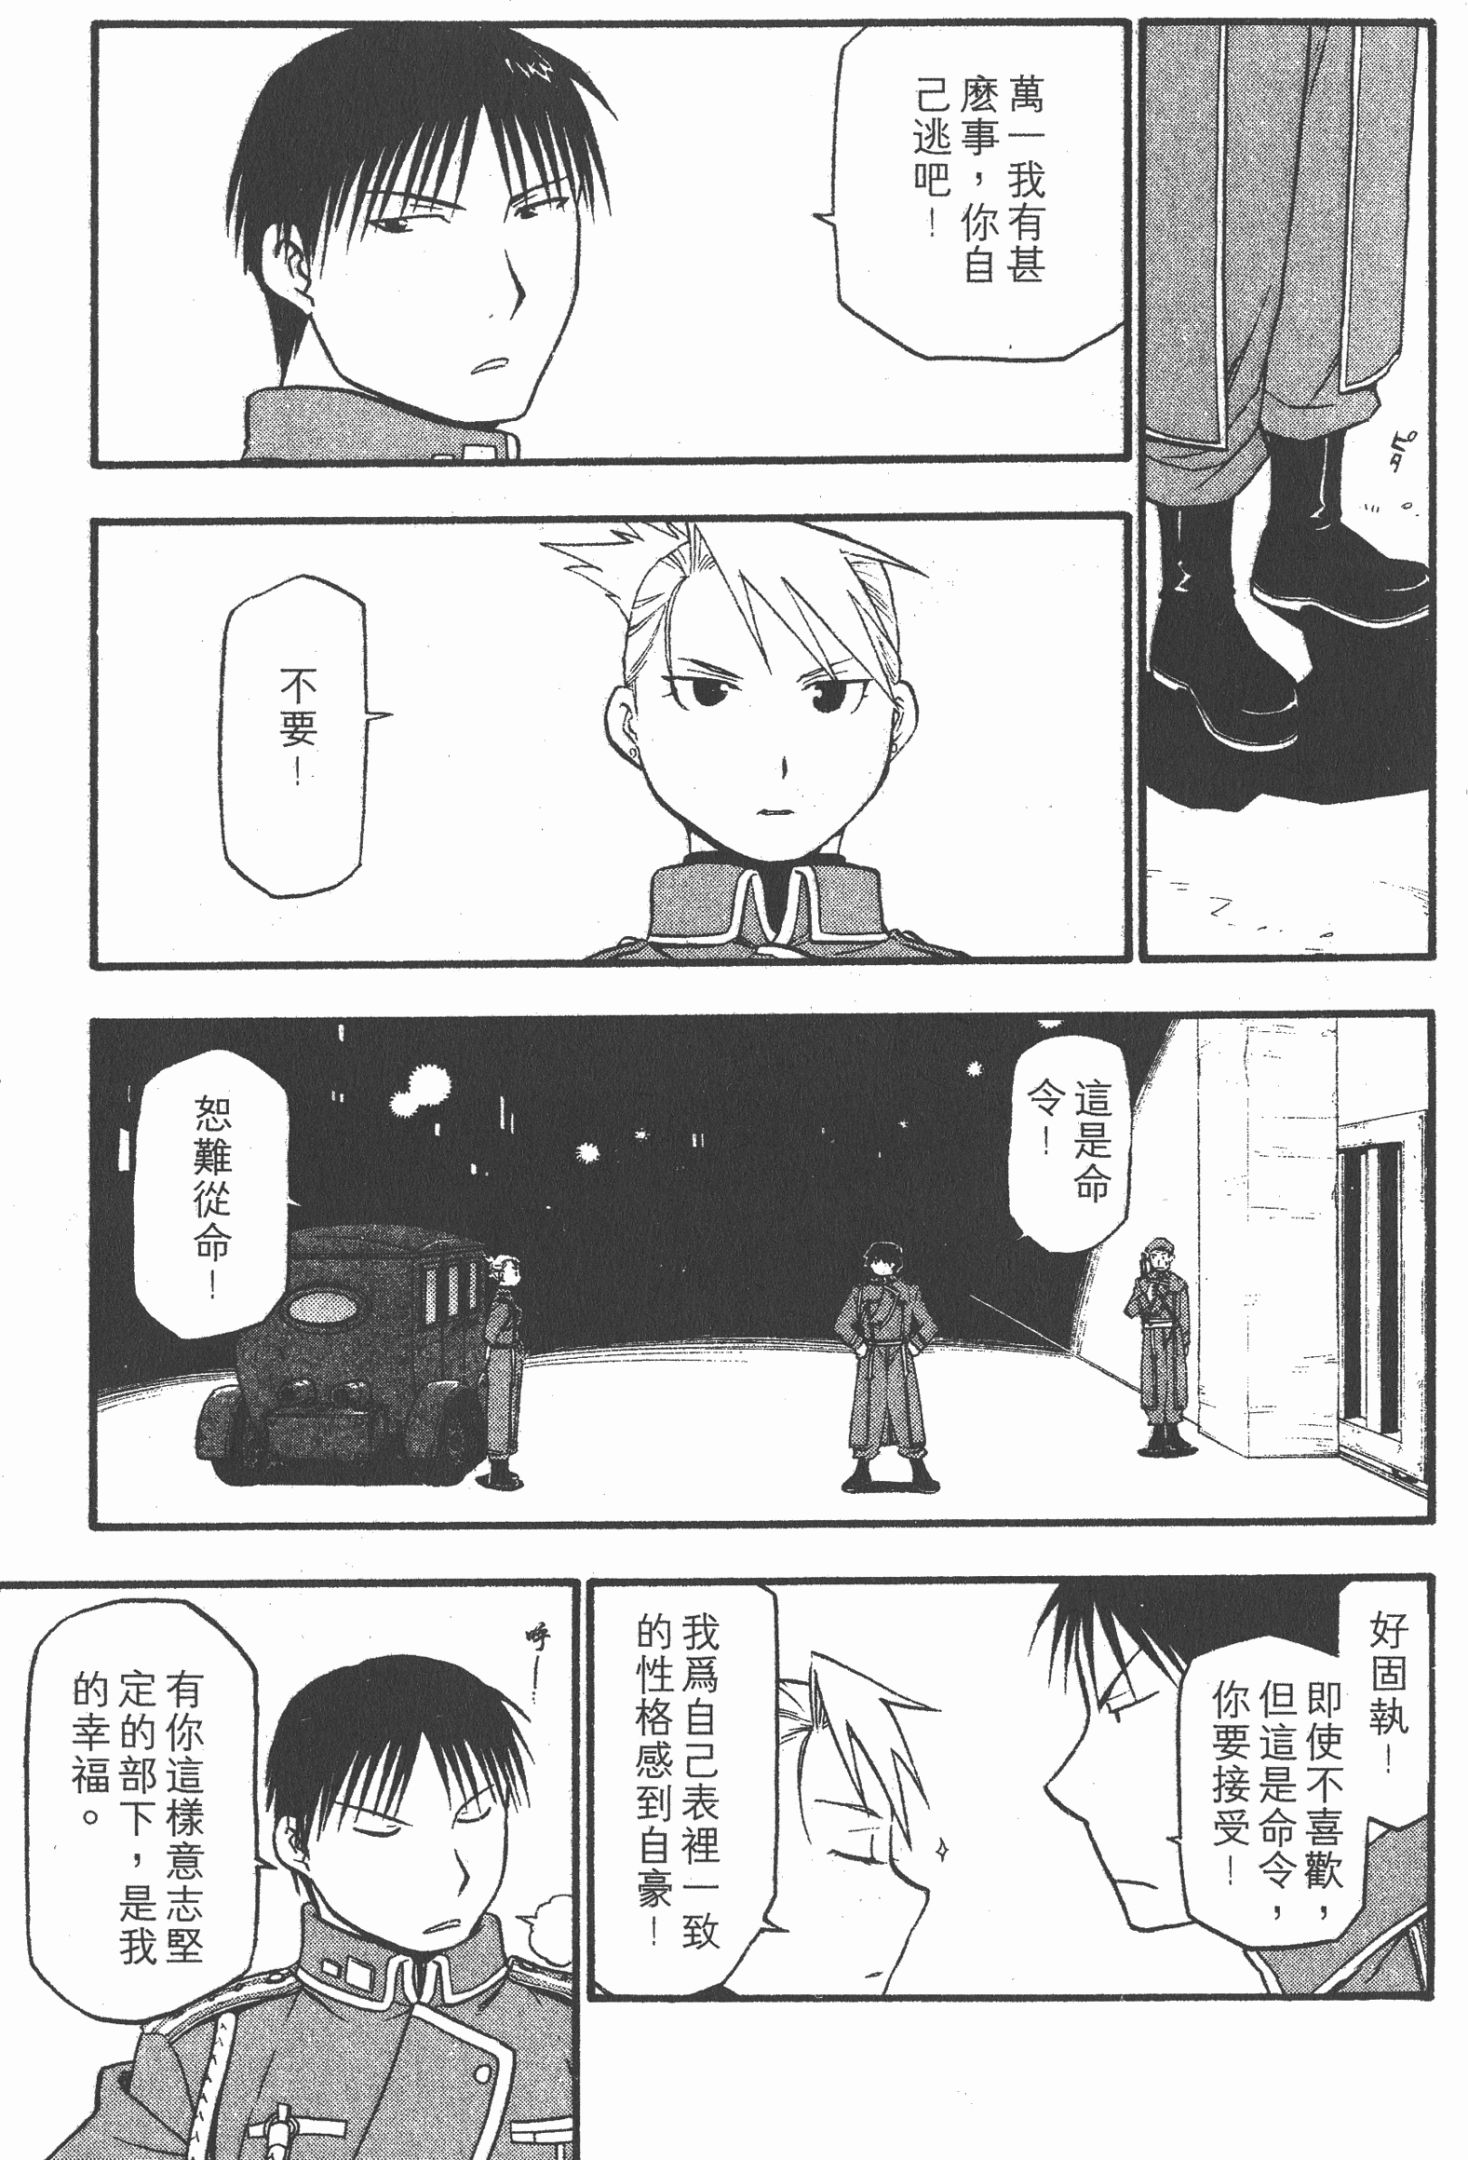 ピタ
萬一我有甚
麼事，你自
己逃吧！
不要！
這是命
令！
恕難從命！
好固執！
即使不喜歡，
但這是命令，
你要接受！
我爲自己表裡一致
的性格感到自豪！
呼—
有你這樣意志堅
定的部下，是我
的幸福。